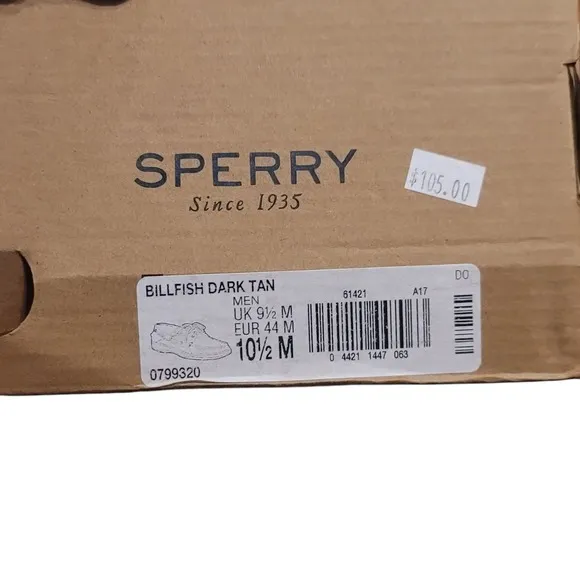 SPERRY
Since 1935
$105.00
BILLFISH DARK TAN
MEN
UK 9½ M
EUR 44 M
10½ M
0799320
61421
A17
0 4421 1447 063
DO